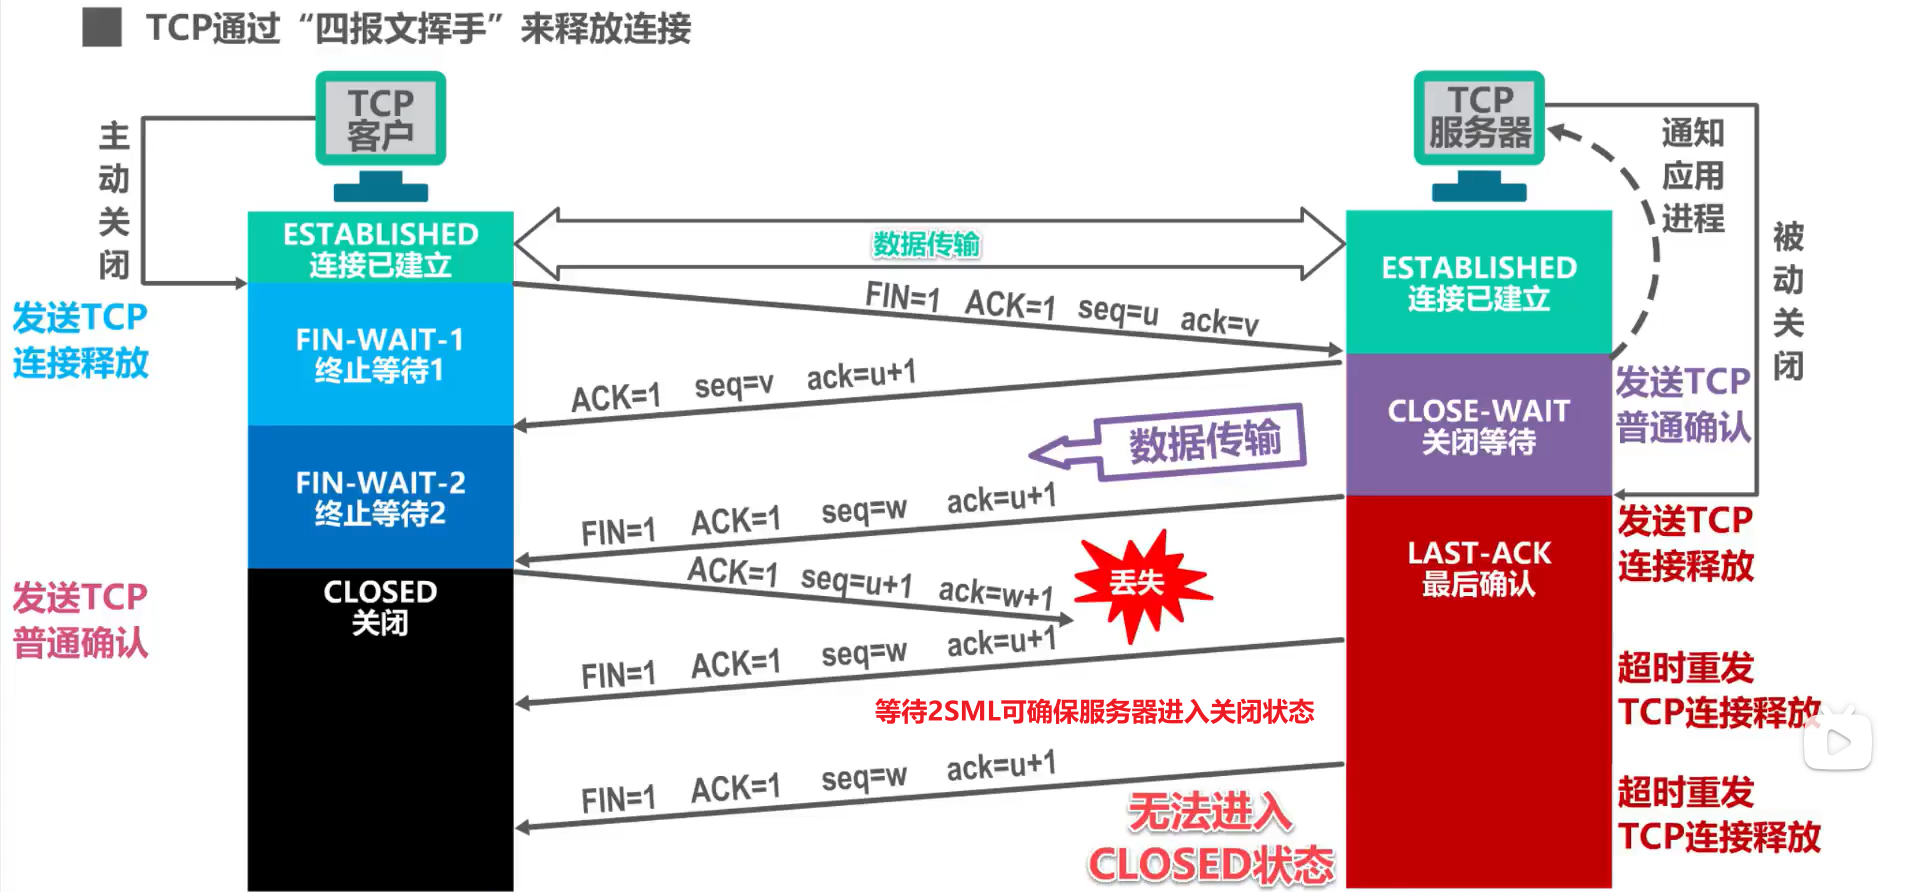 TCP通过“四报文挥手”来释放连接
TCP
客户
TCP
服务器
主动关闭
通知
应用
进程
被动关闭
ESTABLISHED
连接已建立
数据传输
ESTABLISHED
连接已建立
FIN=1 ACK=1 seq=u ack=v
发送TCP
连接释放
FIN-WAIT-1
终止等待1
ACK=1 seq=v ack=u+1
CLOSE-WAIT
关闭等待
发送TCP
普通确认
数据传输
FIN-WAIT-2
终止等待2
FIN=1 ACK=1 seq=w ack=u+1
发送TCP
连接释放
LAST-ACK
最后确认
CLOSED
关闭
发送TCP
普通确认
ACK=1 seq=u+1 ack=w+1
丢失
FIN=1 ACK=1 seq=w ack=u+1
超时重发
TCP连接释放
等待2SML可确保服务器进入关闭状态
FIN=1 ACK=1 seq=w ack=u+1
超时重发
TCP连接释放
无法进入
CLOSED状态